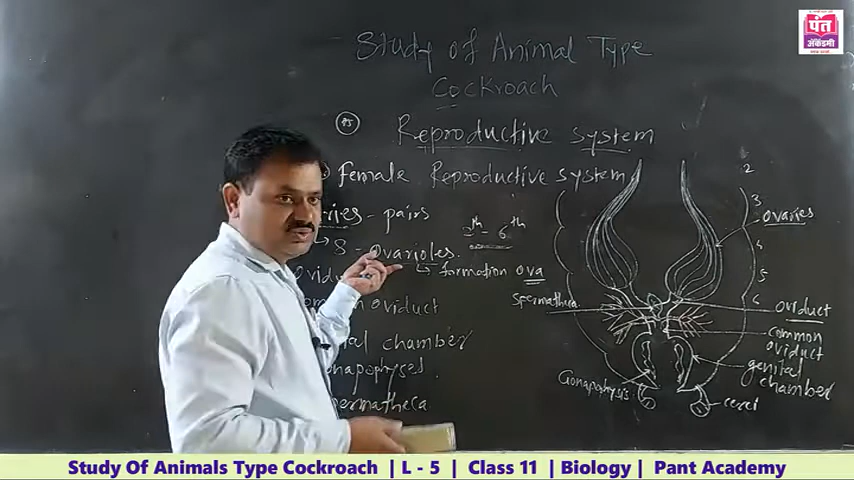 पंत
अकॅडमी
Study of Animal Type
Cockroach
Reproductive system
Female Reproductive system
pairs
2th - 6th
8 - Ovarioles.
formation ova
oviduct
chamber
2
3
ovaries
4
5
6
Spermatheca
oviduct
common
oviduct
genital
chamber
Gonapophysis
cerci
Study Of Animals Type Cockroach | L - 5 | Class 11 | Biology | Pant Academy